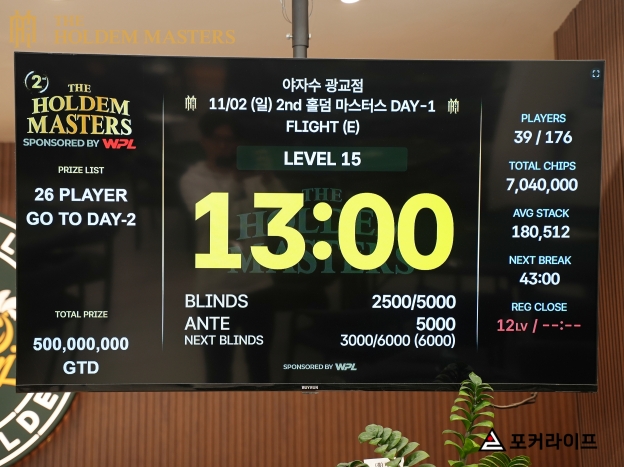 THE
HOLDEM MASTERS
2nd
THE
HOLDEM
MASTERS
SPONSORED BY WPL
PRIZE LIST
26 PLAYER
GO TO DAY-2
TOTAL PRIZE
500,000,000
GTD
야자수 광교점
11/02 (일) 2nd 홀덤 마스터스 DAY-1
FLIGHT (E)
LEVEL 15
THE
HOLDEM
MASTERS
13:00
BLINDS 2500/5000
ANTE 5000
NEXT BLINDS 3000/6000 (6000)
SPONSORED BY WPL
PLAYERS
39 / 176
TOTAL CHIPS
7,040,000
AVG STACK
180,512
NEXT BREAK
43:00
REG CLOSE
12LV / --:--
포커라이프